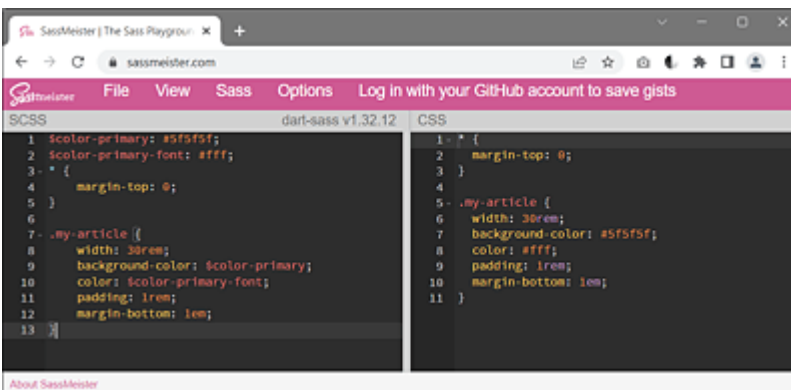 SassMeister | The Sass Playgroun
sassmeister.com
Sassmeister File View Sass Options Log in with your GitHub account to save gists
SCSS dart-sass v1.32.12
1 $color-primary: #5f5f5f;
2 $color-primary-font: #fff;
3 * {
4 margin-top: 0;
5 }
6
7 .my-article {
8 width: 30rem;
9 background-color: $color-primary;
10 color: $color-primary-font;
11 padding: 1rem;
12 margin-bottom: 1em;
13 }
CSS
1 * {
2 margin-top: 0;
3 }
4
5 .my-article {
6 width: 30rem;
7 background-color: #5f5f5f;
8 color: #fff;
9 padding: 1rem;
10 margin-bottom: 1em;
11 }
About SassMeister